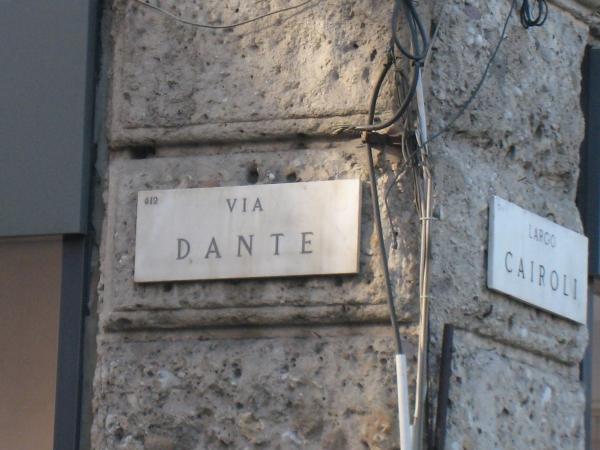 612
VIA
DANTE
LARGO
CAIROLI